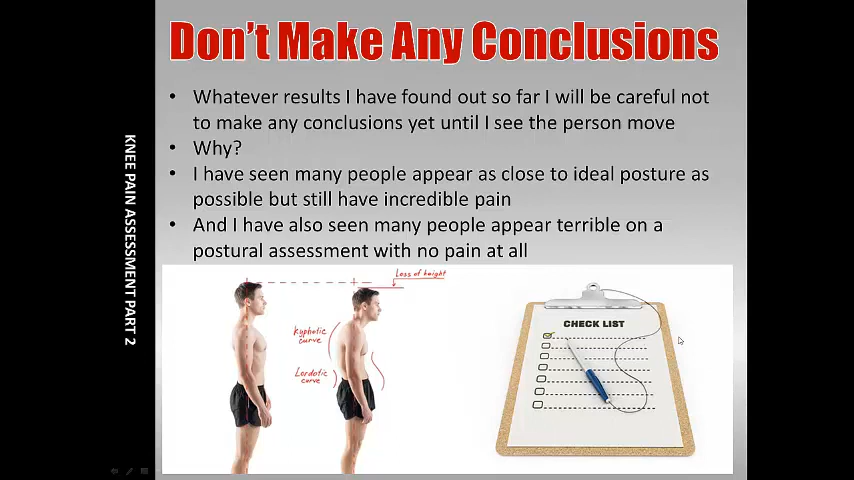 Don't Make Any Conclusions
• Whatever results I have found out so far I will be careful not
to make any conclusions yet until I see the person move
• Why?
• I have seen many people appear as close to ideal posture as
possible but still have incredible pain
• And I have also seen many people appear terrible on a
postural assessment with no pain at all
KNEE PAIN ASSESSMENT PART 2
Loss of height
Kyphotic
curve
Lordotic
curve
CHECK LIST